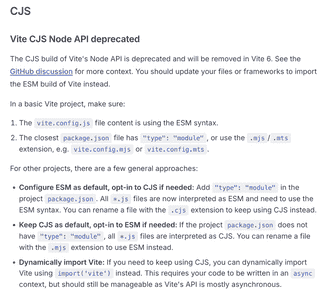 CJS
Vite CJS Node API deprecated
The CJS build of Vite's Node API is deprecated and will be removed in Vite 6. See the
GitHub discussion for more context. You should update your files or frameworks to import
the ESM build of Vite instead.
In a basic Vite project, make sure:
1. The vite.config.js file content is using the ESM syntax.
2. The closest package.json file has "type": "module", or use the .mjs/.mts
extension, e.g. vite.config.mjs or vite.config.mts.
For other projects, there are a few general approaches:
• Configure ESM as default, opt-in to CJS if needed: Add "type": "module" in the
project package.json. All *.js files are now interpreted as ESM and need to use the
ESM syntax. You can rename a file with the .cjs extension to keep using CJS instead.
• Keep CJS as default, opt-in to ESM if needed: If the project package.json does not
have "type": "module", all *.js files are interpreted as CJS. You can rename a file
with the .mjs extension to use ESM instead.
• Dynamically import Vite: If you need to keep using CJS, you can dynamically import
Vite using import('vite') instead. This requires your code to be written in an async
context, but should still be manageable as Vite's API is mostly asynchronous.